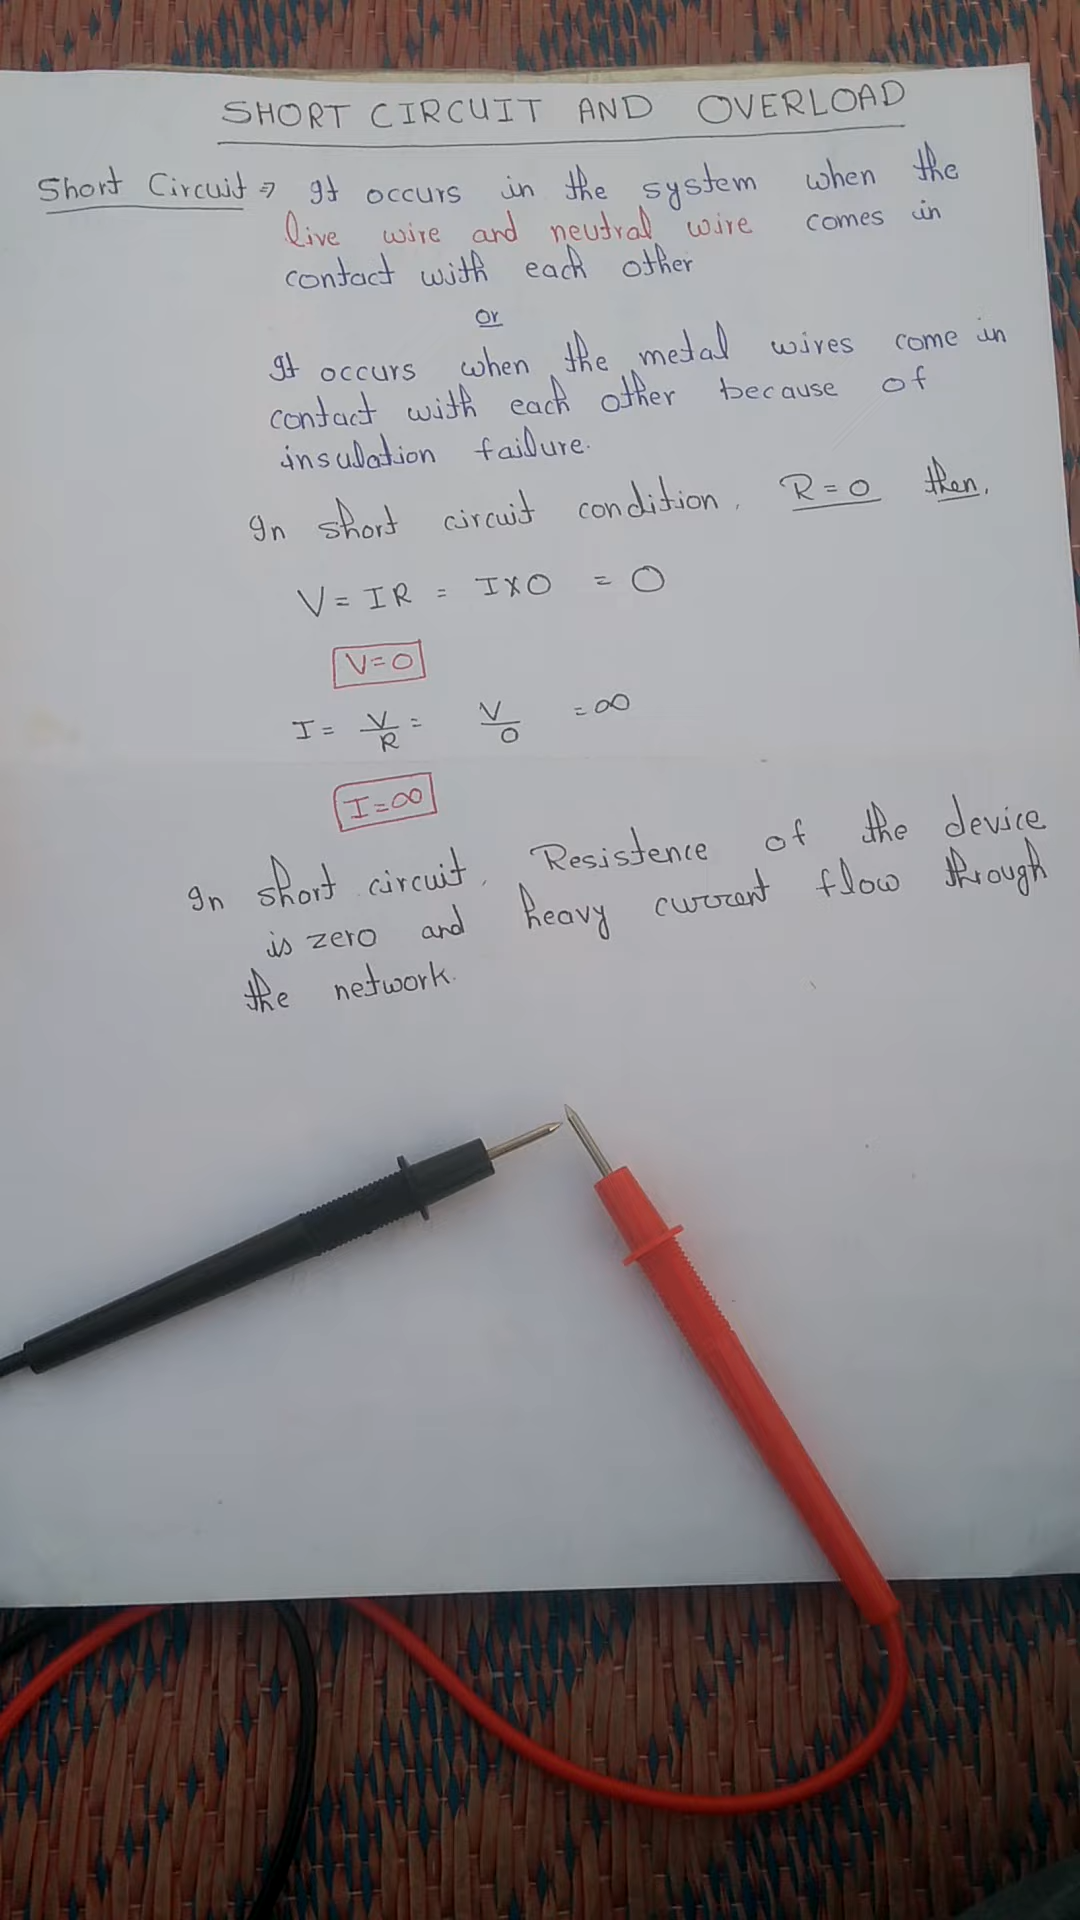 SHORT CIRCUIT AND OVERLOAD
Short Circuit ⇒ It occurs in the system when the
live wire and neutral wire comes in
contact with each other
or
It occurs when the metal wires come in
contact with each other because of
insulation failure.
In short circuit condition, R=0 then,
V = IR = I×0 = 0
V=0
I = V/R = V/0 = ∞
I=∞
In short circuit, Resistence of the device
is zero and heavy current flow through
the network.